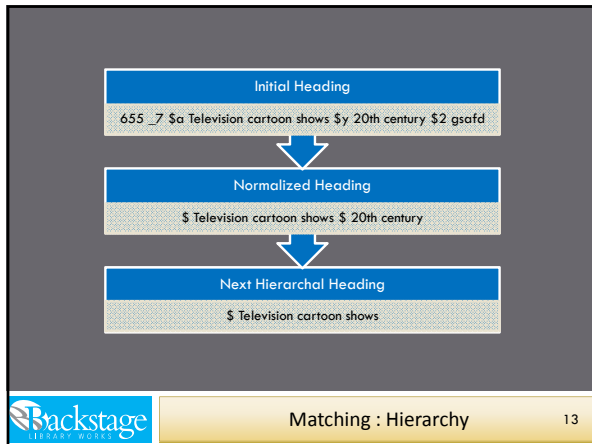 Initial Heading
655 _7 $a Television cartoon shows $y 20th century $2 gsafd
Normalized Heading
$ Television cartoon shows $ 20th century
Next Hierarchal Heading
$ Television cartoon shows
Backstage
LIBRARY WORKS
Matching : Hierarchy
13